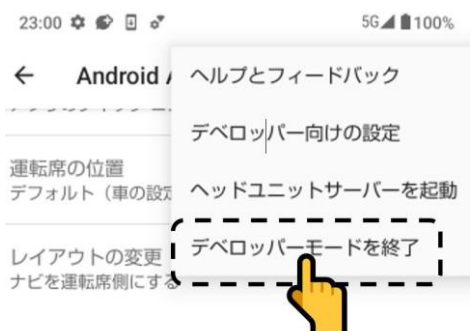 23:00 5G 100%
Android
ヘルプとフィードバック
デベロッパー向けの設定
運転席の位置
デフォルト（車の設定
ヘッドユニットサーバーを起動
レイアウトの変更
ナビを運転席側にする
デベロッパーモードを終了